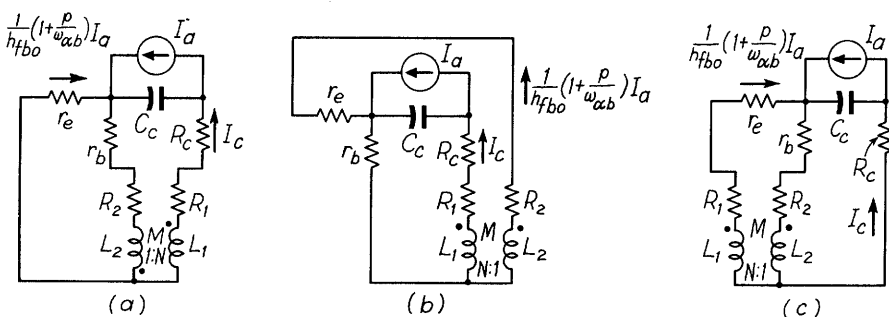 1/h_fbo (1+p/ω_αb) I_a
I_a
r_e
C_c
r_b
R_c
I_c
R_2
R_1
M
L_2
1:N
L_1
(a)
I_a
1/h_fbo (1+p/ω_αb) I_a
r_e
C_c
r_b
R_c
I_c
R_1
R_2
M
L_1
L_2
N:1
(b)
1/h_fbo (1+p/ω_αb) I_a
I_a
r_e
C_c
r_b
R_c
R_1
R_2
I_c
M
L_1
L_2
N:1
(c)